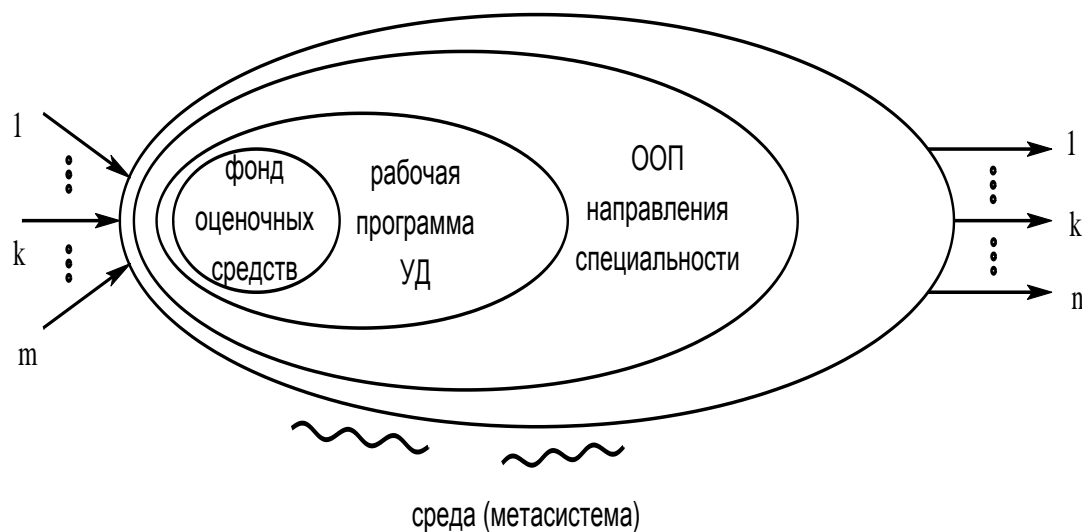 1
k
m
фонд
оценочных
средств
рабочая
программа
УД
ООП
направления
специальности
1
k
n
среда (метасистема)